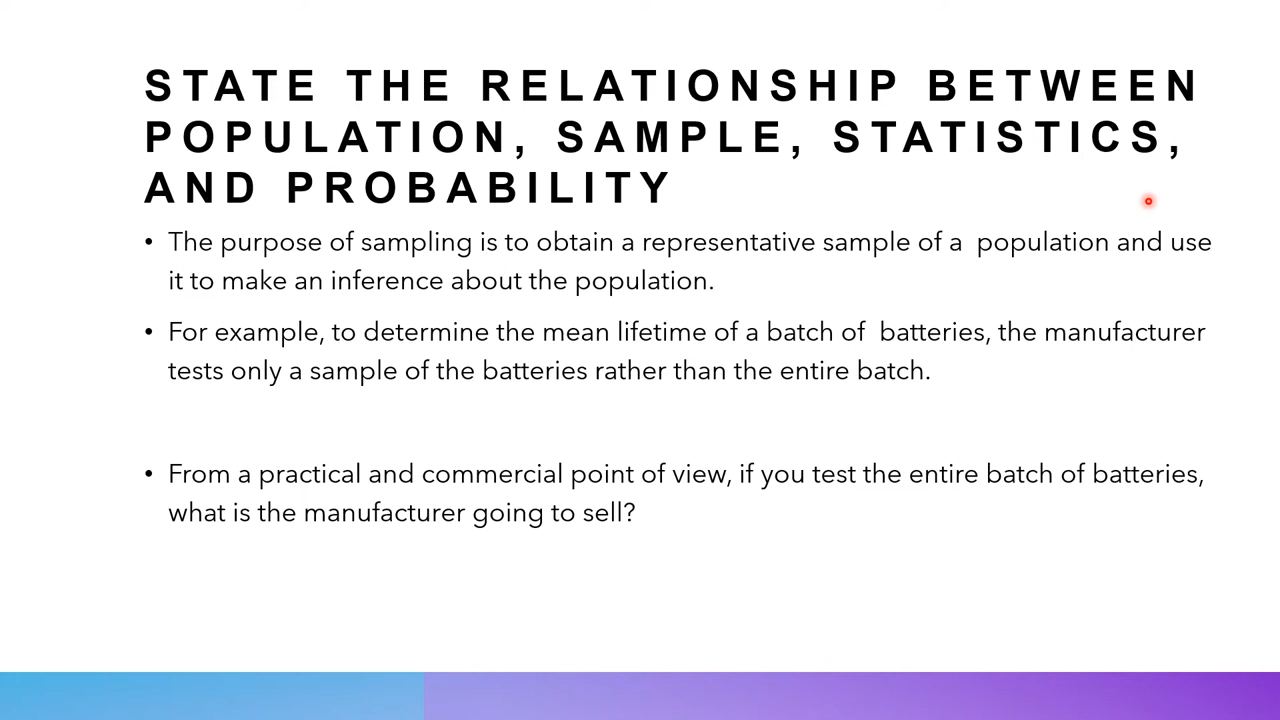 STATE THE RELATIONSHIP BETWEEN
POPULATION, SAMPLE, STATISTICS,
AND PROBABILITY
• The purpose of sampling is to obtain a representative sample of a  population and use
it to make an inference about the population.
• For example, to determine the mean lifetime of a batch of  batteries, the manufacturer
tests only a sample of the batteries rather than the entire batch.
• From a practical and commercial point of view, if you test the entire batch of batteries,
what is the manufacturer going to sell?